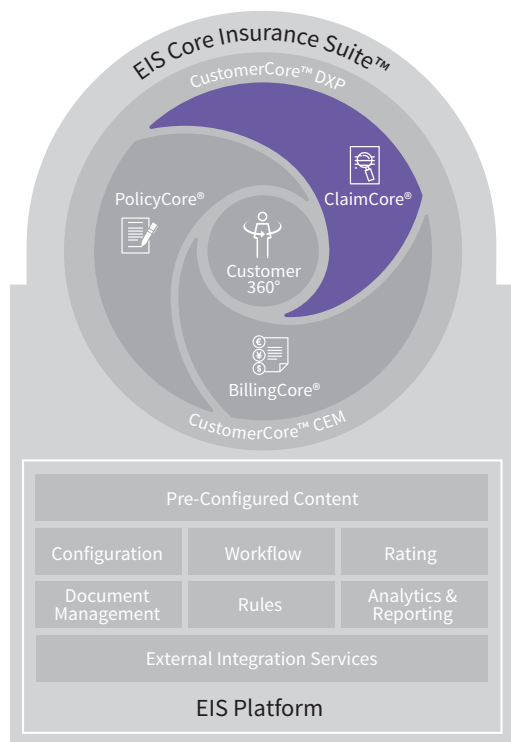 EIS Core Insurance Suite™
CustomerCore™ DXP
PolicyCore®
ClaimCore®
Customer
360°
€
¥
$
BillingCore®
CustomerCore™ CEM
Pre-Configured Content
Configuration
Workflow
Rating
Document
Management
Rules
Analytics &
Reporting
External Integration Services
EIS Platform